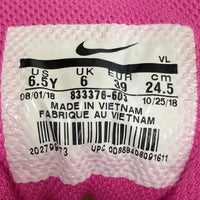 VL
US UK EUR cm
6.5Y 6 39 24.5
08/01/18 833376-603 10/25/18
MADE IN VIETNAM
FABRIQUE AU VIETNAM